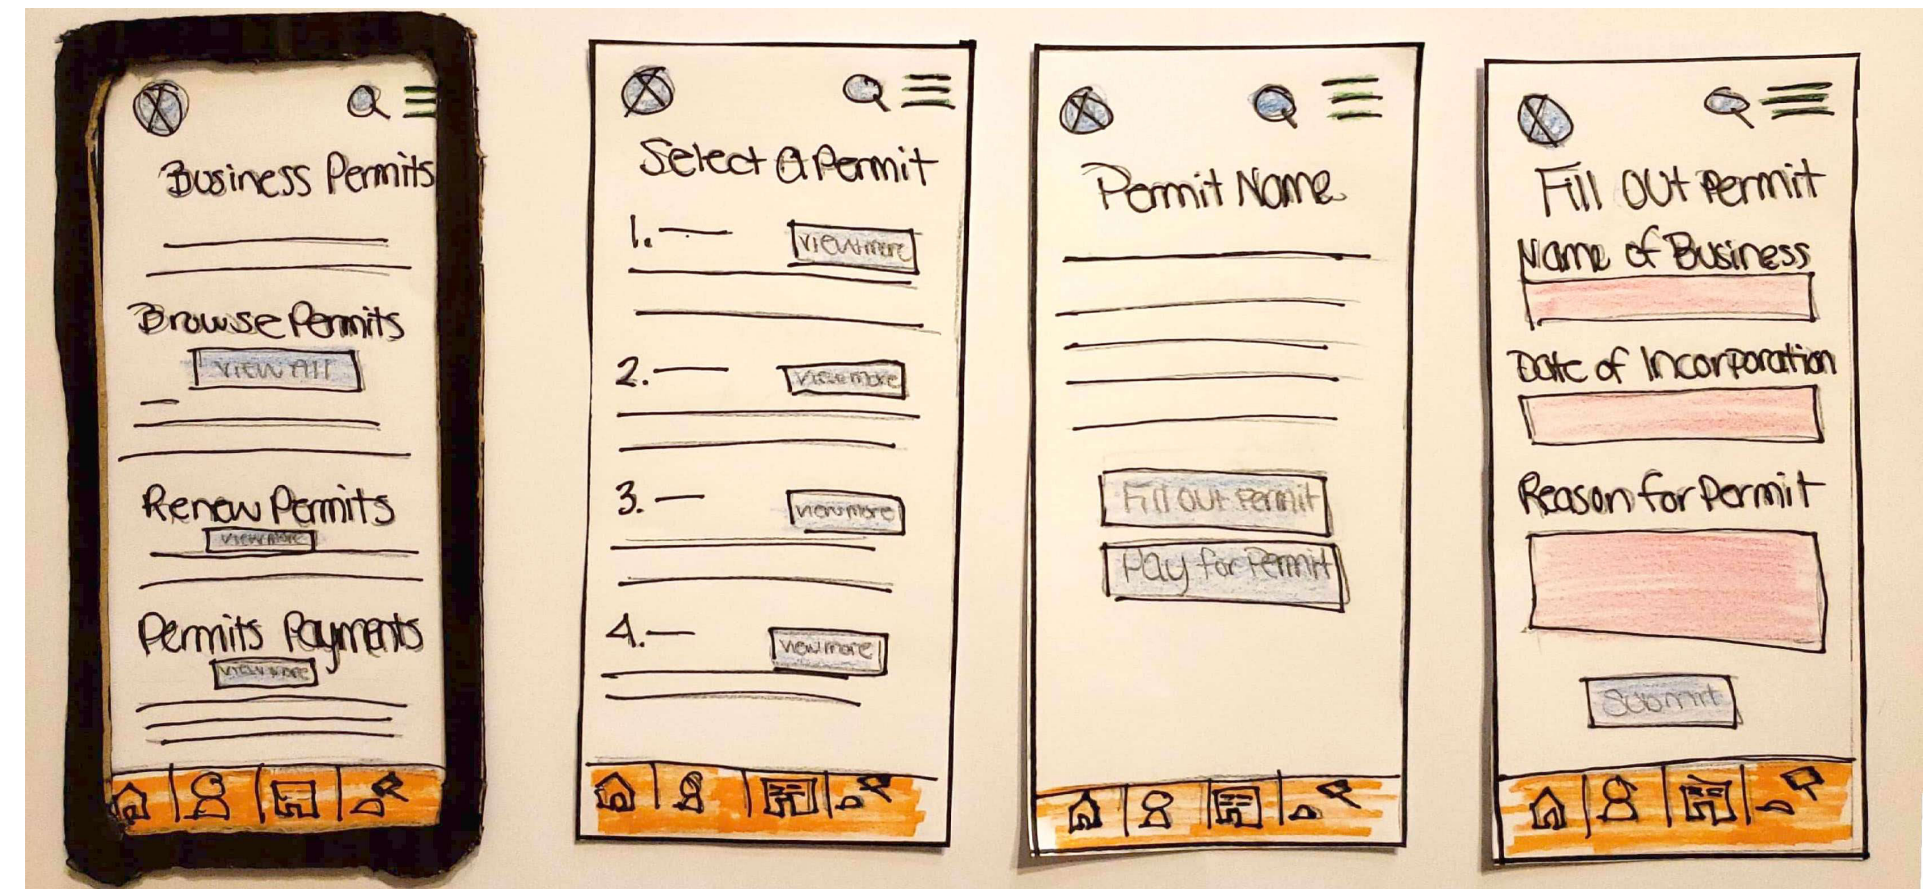 Business Permits
Browse Permits
View All
Renew Permits
view more
Permits Payments
view more
Select a Permit
1.
view more
2.
view more
3.
view more
4.
view more
Permit Name
Fill out Permit
Pay for Permit
Fill out Permit
Name of Business
Date of Incorporation
Reason for Permit
Submit